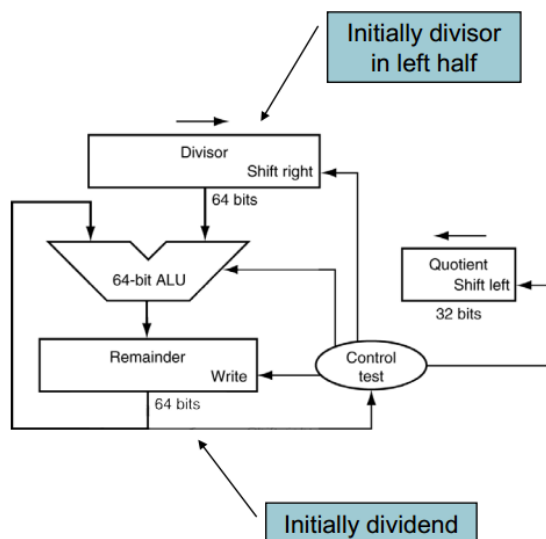 Initially divisor
in left half
Divisor
Shift right
64 bits
64-bit ALU
Quotient
Shift left
32 bits
Remainder
Write
Control
test
64 bits
Initially dividend